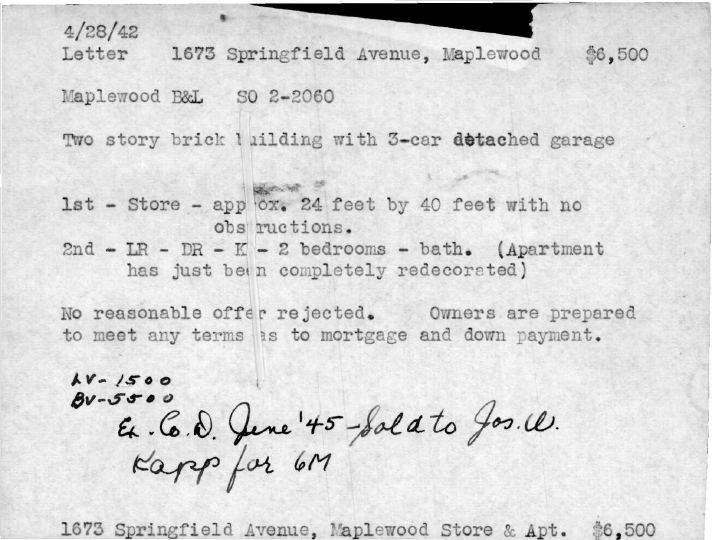 4/28/42
Letter 1673 Springfield Avenue, Maplewood $6,500
Maplewood B&L SO 2-2060
Two story brick building with 3-car detached garage
1st - Store - approx. 24 feet by 40 feet with no
obstructions.
2nd - LR - DR - K - 2 bedrooms - bath. (Apartment
has just been completely redecorated)
No reasonable offer rejected. Owners are prepared
to meet any terms as to mortgage and down payment.
LV-1500
BV-5500
Ex. Co. D. June '45-Sold to Jos. W.
Kapp for 6M
1673 Springfield Avenue, Maplewood Store & Apt. $6,500